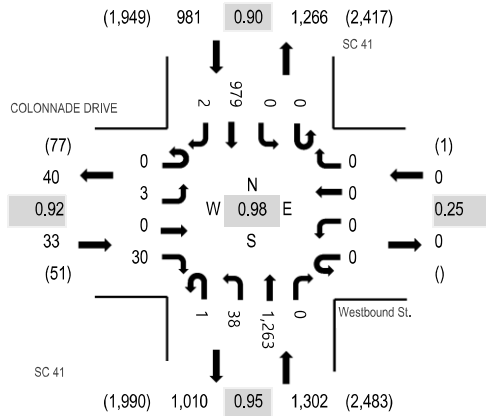 (1,949) 981 0.90 1,266 (2,417)
SC 41
2 979 0 0
COLONNADE DRIVE
(77) 0 0 (1)
40 0
3 0
N
0.92 W 0.98 E 0.25
0 0
33 S 0
30 0
(51) ()
1 38 1,263 0
Westbound St.
SC 41
(1,990) 1,010 0.95 1,302 (2,483)